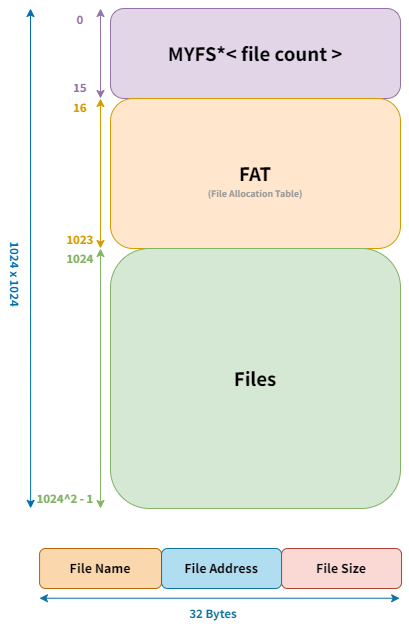 0
MYFS*< file count >
15
16
FAT
(File Allocation Table)
1023
1024
1024 x 1024
Files
1024^2 - 1
File Name
File Address
File Size
32 Bytes